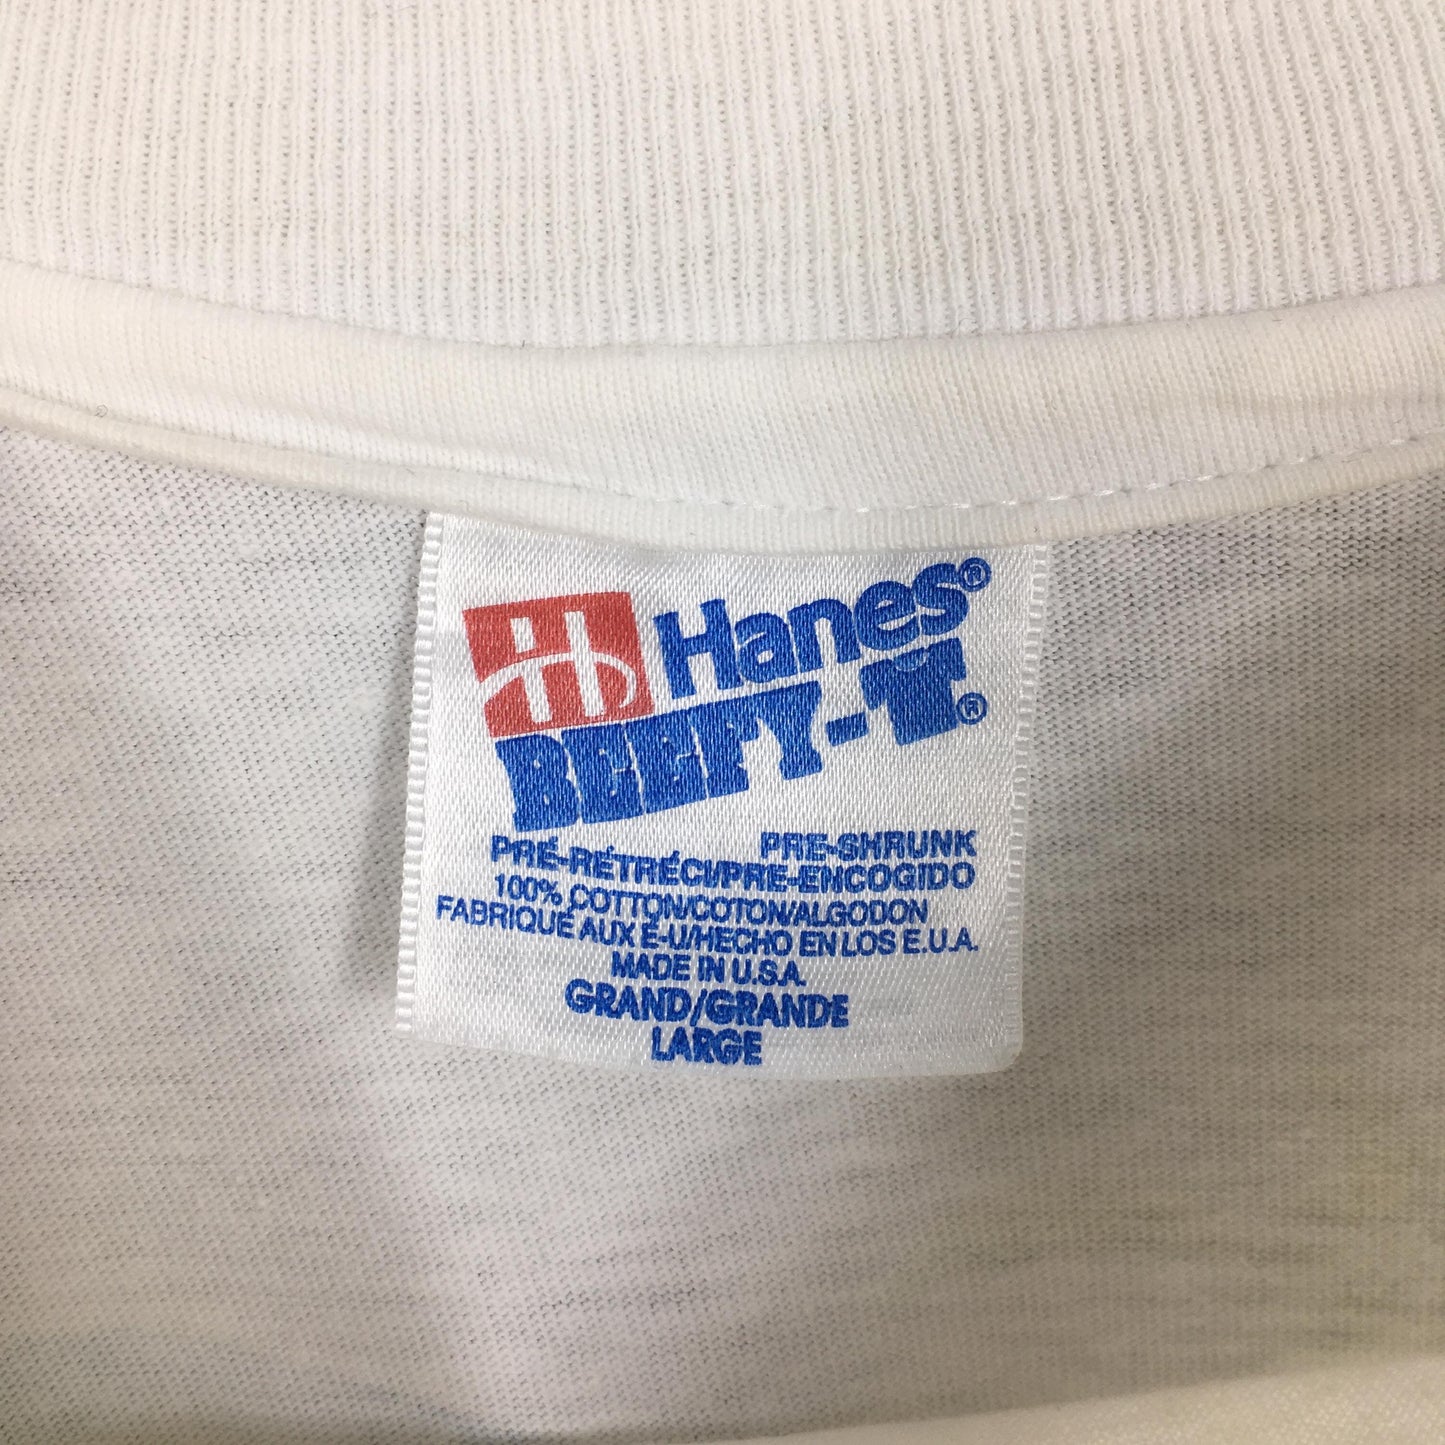 Hanes®
BEEFY-T®
PRE-SHRUNK
PRÉ-RÉTRÉCI/PRE-ENCOGIDO
100% COTTON/COTON/ALGODON
FABRIQUÉ AUX É-U/HECHO EN LOS E.U.A.
MADE IN U.S.A.
GRAND/GRANDE
LARGE